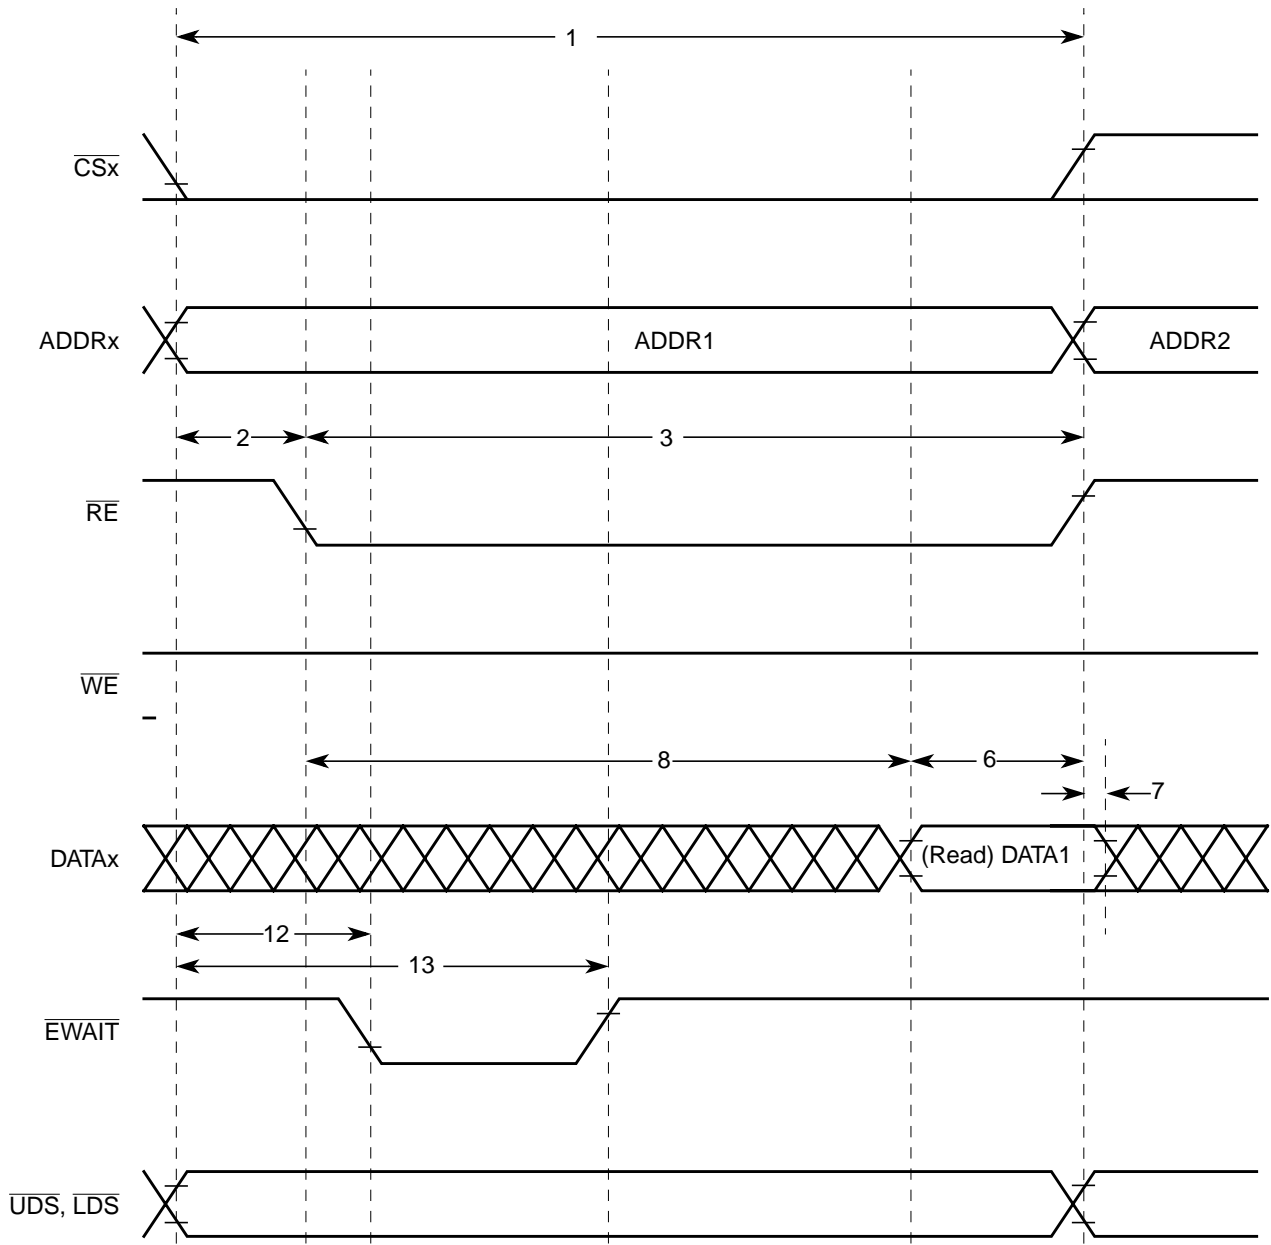 1
CSx
ADDRx ADDR1 ADDR2
2 3
RE
WE
8 6
7
DATAx (Read) DATA1
12
13
EWAIT
UDS, LDS